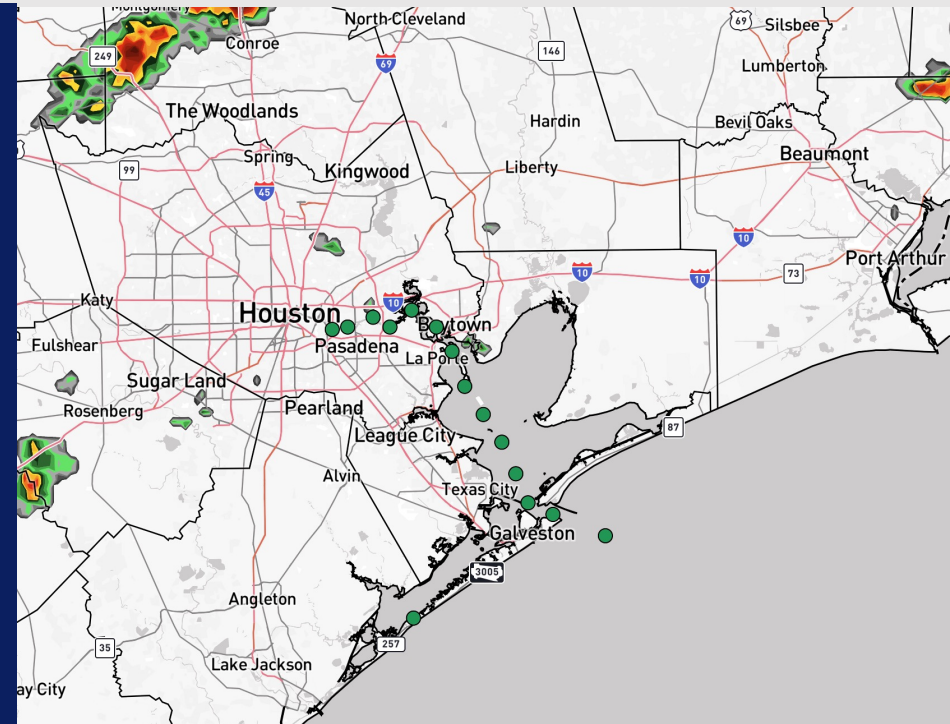 Montgomery
North Cleveland
69
Silsbee
Conroe
146
249
69
Lumberton
The Woodlands
Hardin
Bevil Oaks
Spring
99
Kingwood
Liberty
Beaumont
45
10
10
10
73
Port Arthur
Katy
10
Houston
Baytown
Fulshear
Pasadena
La Porte
Sugar Land
Rosenberg
Pearland
87
League City
Alvin
Texas City
Galveston
3005
Angleton
257
35
Lake Jackson
ay City